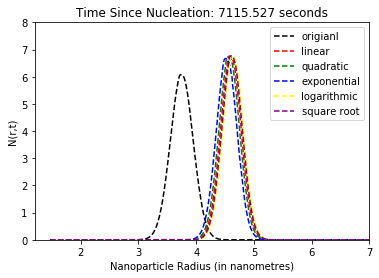 Time Since Nucleation: 7115.527 seconds
8
7
6
5
4
3
2
1
0
N(r,t)
origianl
linear
quadratic
exponential
logarithmic
square root
2 3 4 5 6 7
Nanoparticle Radius (in nanometres)